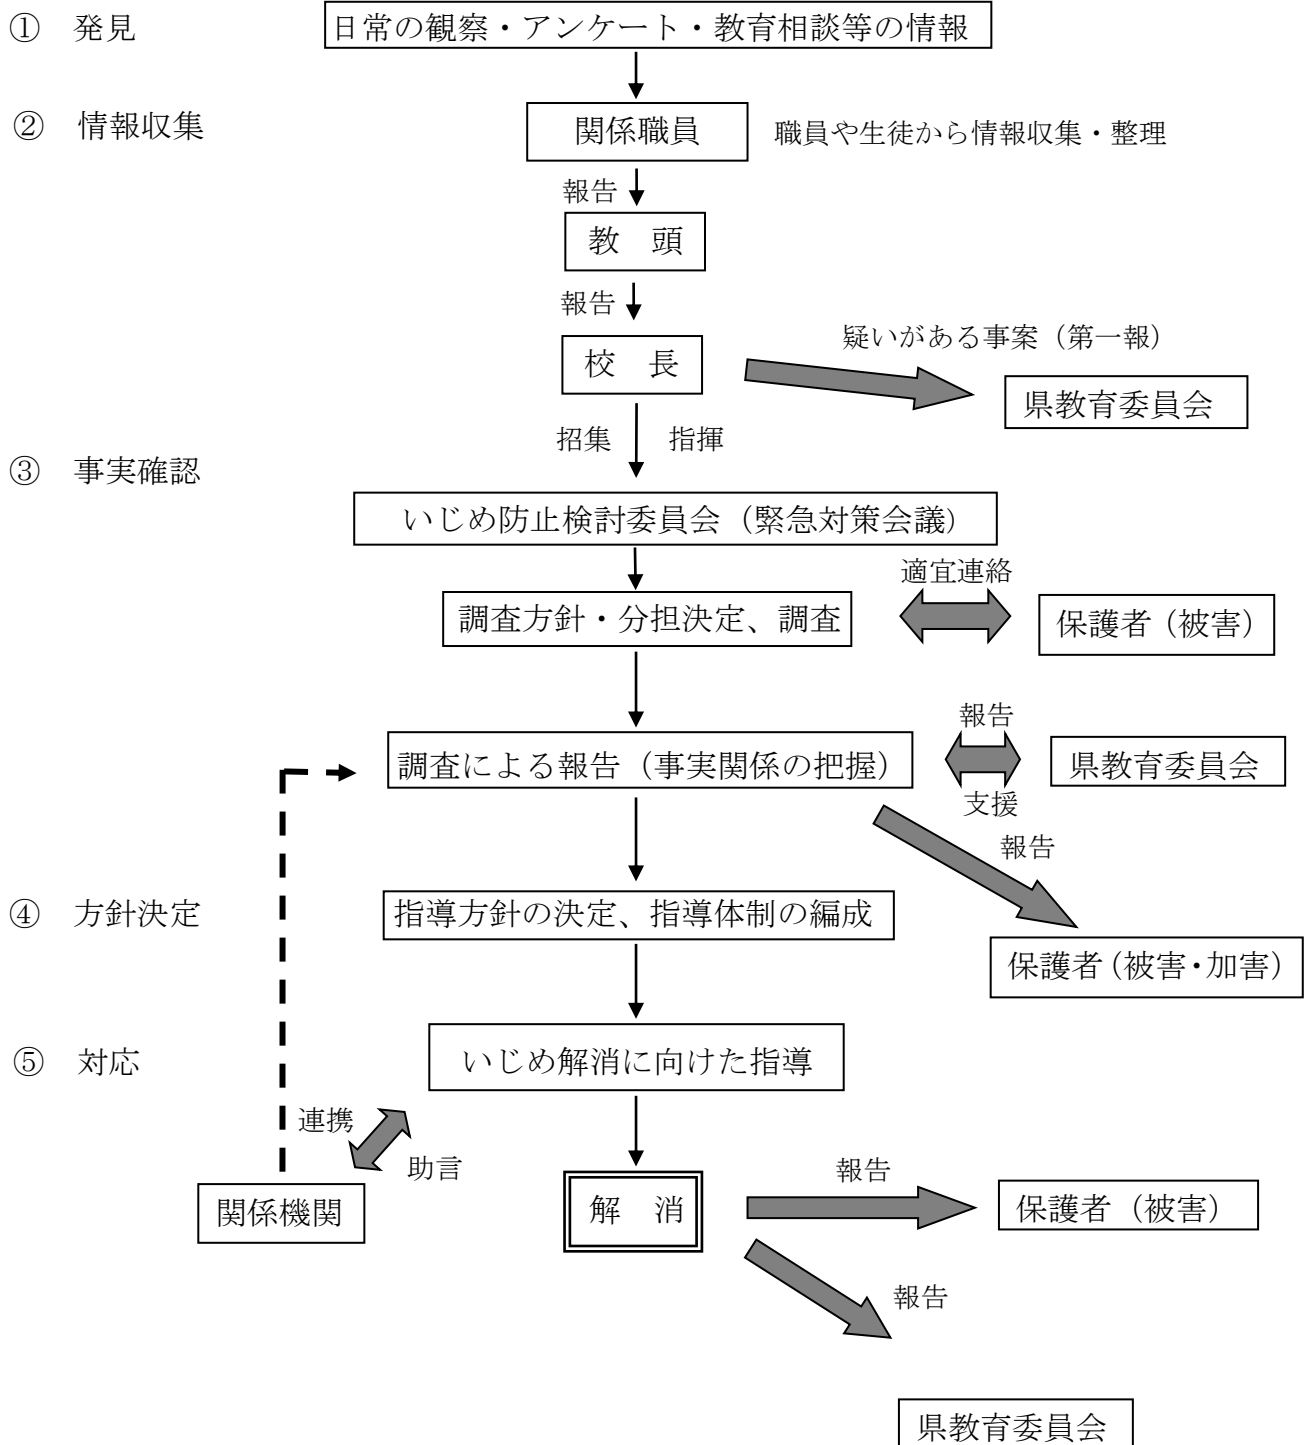 ① 発見
日常の観察・アンケート・教育相談等の情報
② 情報収集
関係職員
職員や生徒から情報収集・整理
報告
教 頭
報告
校 長
疑いがある事案（第一報）
県教育委員会
招集 指揮
③ 事実確認
いじめ防止検討委員会（緊急対策会議）
適宜連絡
調査方針・分担決定、調査
保護者（被害）
報告
調査による報告（事実関係の把握）
県教育委員会
支援
報告
④ 方針決定
指導方針の決定、指導体制の編成
保護者（被害・加害）
⑤ 対応
いじめ解消に向けた指導
連携
助言
関係機関
解 消
報告
保護者（被害）
報告
県教育委員会